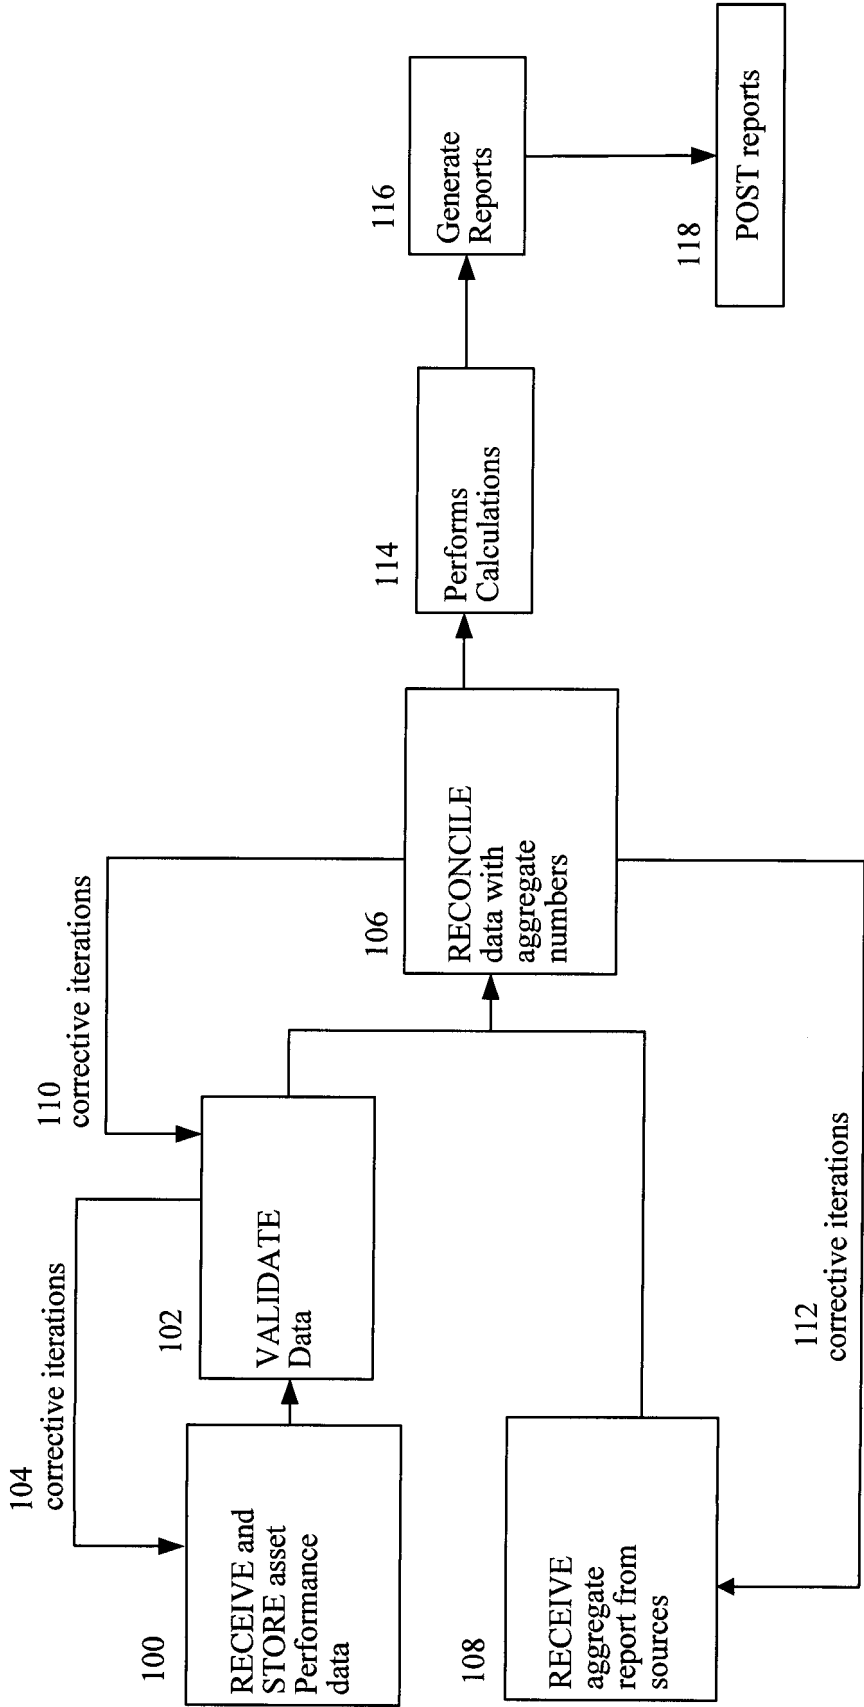 104
corrective iterations
110
corrective iterations
100
RECEIVE and
STORE asset
Performance
data
102
VALIDATE
Data
106
RECONCILE
data with
aggregate
numbers
114
Performs
Calculations
116
Generate
Reports
118
POST reports
108
RECEIVE
aggregate
report from
sources
112
corrective iterations